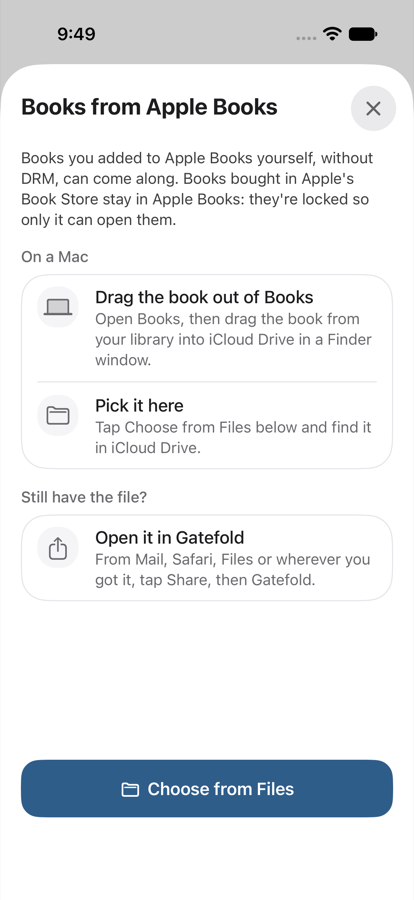 9:49
Books from Apple Books
Books you added to Apple Books yourself, without
DRM, can come along. Books bought in Apple's
Book Store stay in Apple Books: they're locked so
only it can open them.
On a Mac
Drag the book out of Books
Open Books, then drag the book from
your library into iCloud Drive in a Finder
window.
Pick it here
Tap Choose from Files below and find it
in iCloud Drive.
Still have the file?
Open it in Gatefold
From Mail, Safari, Files or wherever you
got it, tap Share, then Gatefold.
Choose from Files